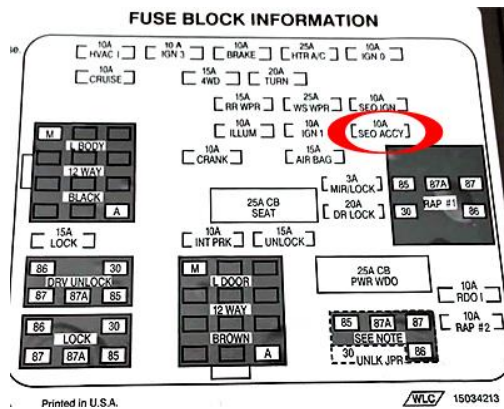 FUSE BLOCK INFORMATION
se.
10A HVAC I
10 A IGN 3
10A BRAKE
25A HTR A/C
10A IGN 0
10A CRUISE
15A 4WD
20A TURN
15A RR WPR
25A WS WPR
10A SEO IGN
10A ILLUM
10A IGN 1
10A SEO ACCY
10A CRANK
15A AIR BAG
M
L BODY
12 WAY
BLACK
A
3A MIR/LOCK
20A DR LOCK
25A CB
SEAT
85 87A 87
30 RAP #1 86
15A LOCK
10A INT PRK
15A UNLOCK
86 30
DRV UNLOCK
87 87A 85
86 30
LOCK
87 87A 85
M
L DOOR
12 WAY
BROWN
A
25A CB
PWR WDO
10A RDO I
10A RAP #2
85 87A 87
SEE NOTE
30 UNLK JPR 86
Printed in U.S.A.
WLC 15034213